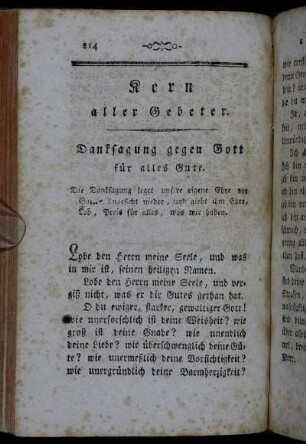 214
Kern
aller Gebeter.
Danksagung gegen Gott
für alles Gute.
Die Danksagung leget unsre eigene Ehre vor
Gottes Angesicht nieder, und giebt ihm Ehre,
Lob, Preis für alles, was wir haben.
Lobe den Herrn meine Seele, und was
in mir ist, seinen heiligen Namen.
Lobe den Herrn meine Seele, und ver-
giß nicht, was er dir Gutes gethan hat.
O du ewiger, starker, gewaltiger Gott!
wie unerforschlich ist deine Weisheit? wie
groß ist deine Gnade? wie unendlich
deine Liebe? wie überschwenglich deine Gü-
te? wie unermeßlich deine Vorsichtigkeit?
wie unergründlich deine Barmherzigkeit?